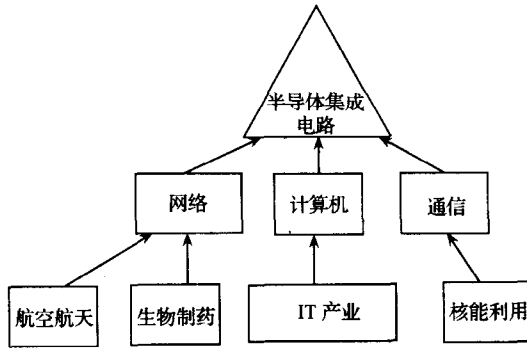 半导体集成
电路
网络
计算机
通信
航空航天
生物制药
IT 产业
核能利用